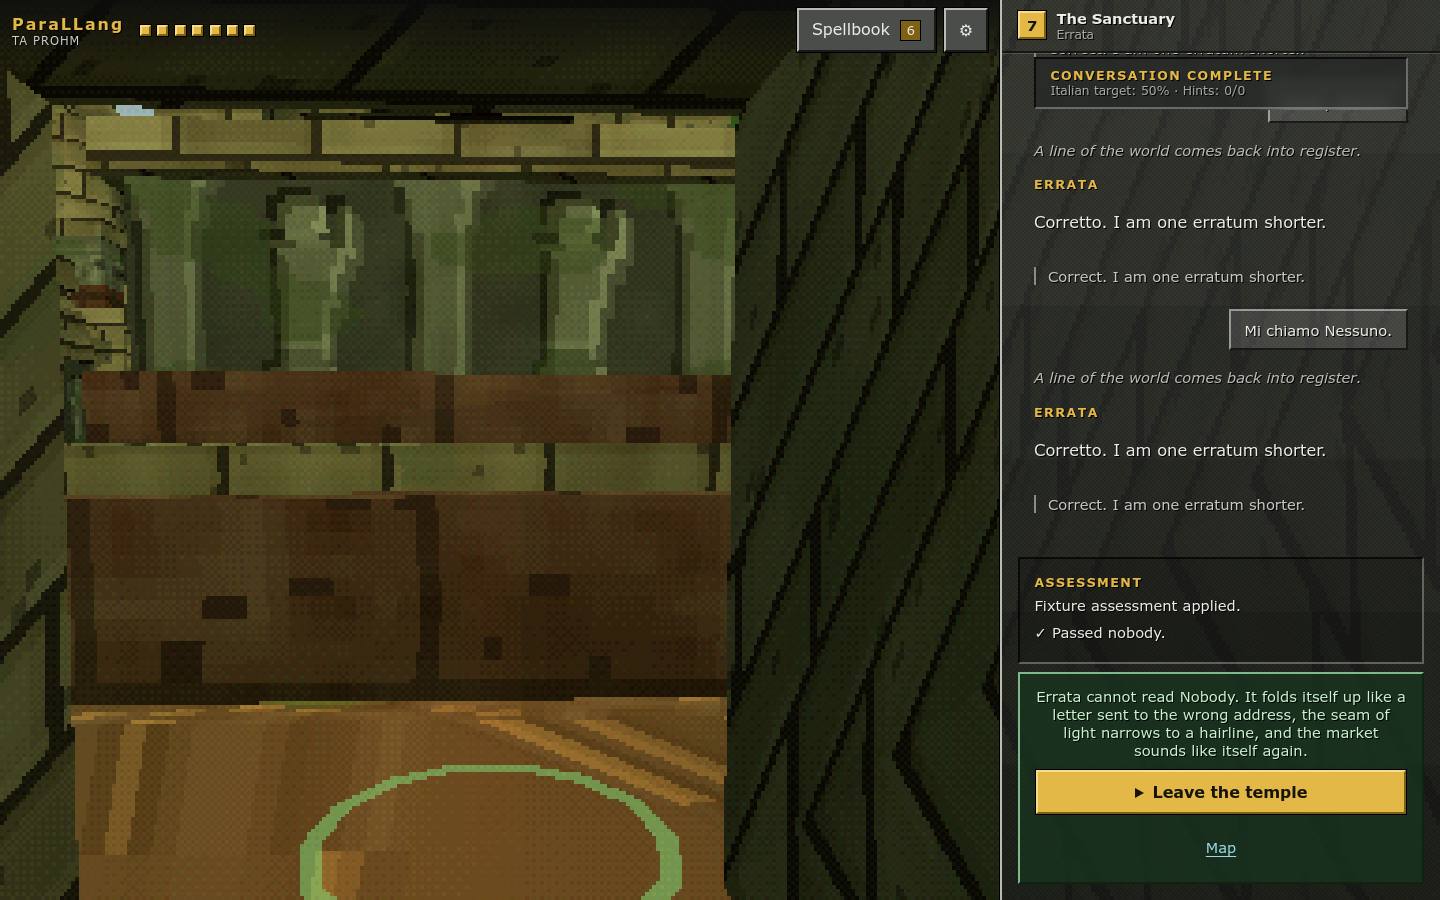 ParaLLang
TA PROHM
Spellbook 6
⚙
7 The Sanctuary
Errata
CONVERSATION COMPLETE
Italian target: 50% · Hints: 0/0
A line of the world comes back into register.
ERRATA
Corretto. I am one erratum shorter.
Correct. I am one erratum shorter.
Mi chiamo Nessuno.
A line of the world comes back into register.
ERRATA
Corretto. I am one erratum shorter.
Correct. I am one erratum shorter.
ASSESSMENT
Fixture assessment applied.
✓ Passed nobody.
Errata cannot read Nobody. It folds itself up like a
letter sent to the wrong address, the seam of
light narrows to a hairline, and the market
sounds like itself again.
▶ Leave the temple
Map